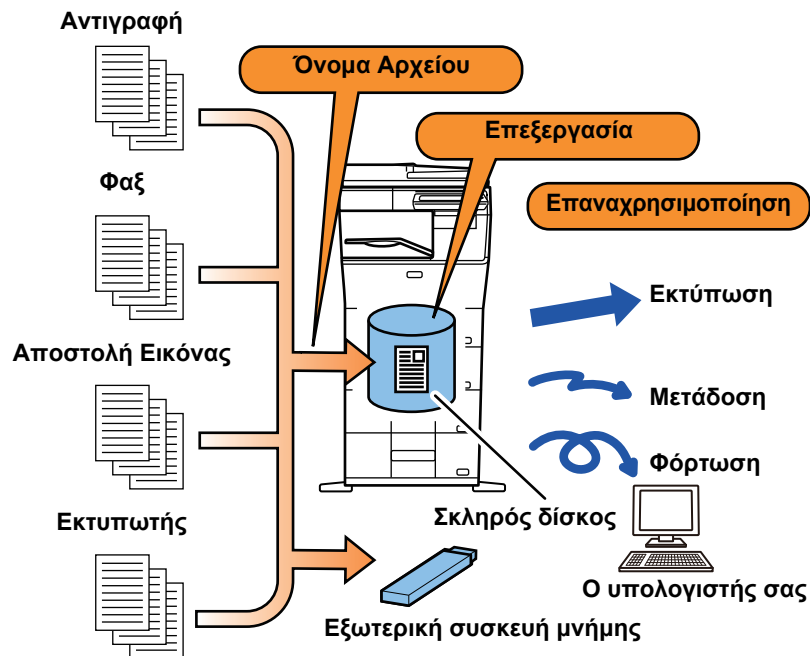 Αντιγραφή
Όνομα Αρχείου
Επεξεργασία
Φαξ
Επαναχρησιμοποίηση
Εκτύπωση
Αποστολή Εικόνας
Μετάδοση
Φόρτωση
Εκτυπωτής
Σκληρός δίσκος
Ο υπολογιστής σας
Εξωτερική συσκευή μνήμης